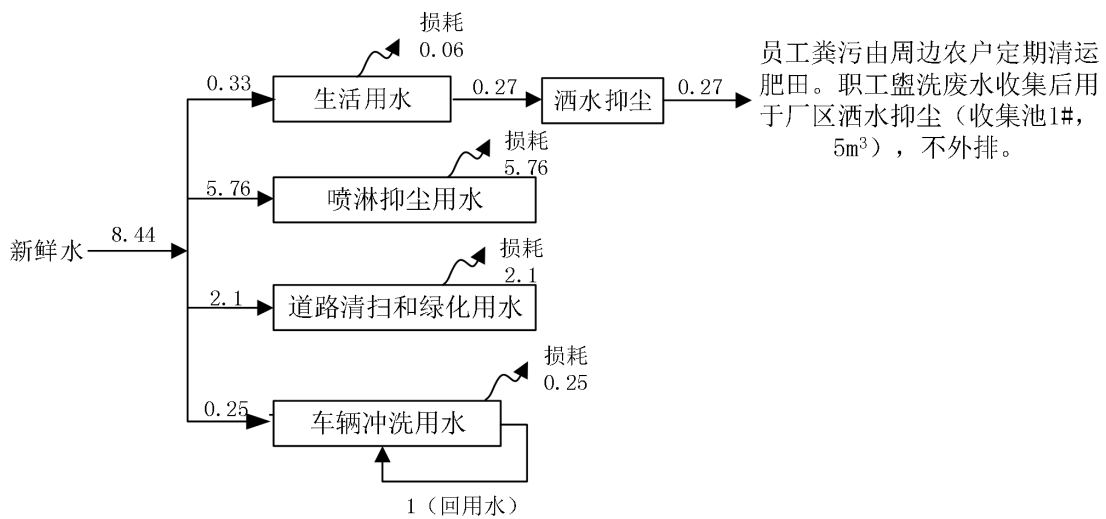 损耗
0.06
0.33
生活用水
0.27
洒水抑尘
0.27
员工粪污由周边农户定期清运
肥田。职工盥洗废水收集后用
于厂区洒水抑尘（收集池1#，
5m³），不外排。
损耗
5.76
5.76
喷淋抑尘用水
新鲜水
8.44
损耗
2.1
2.1
道路清扫和绿化用水
损耗
0.25
0.25
车辆冲洗用水
1（回用水）